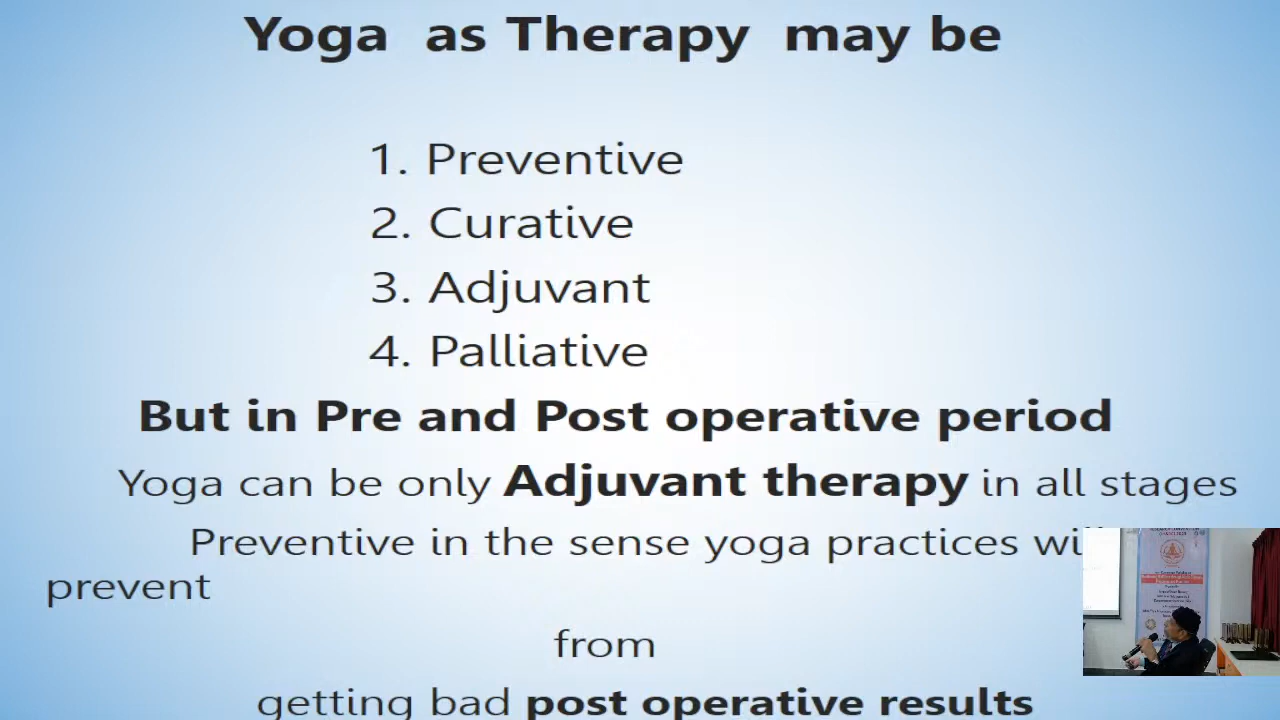 Yoga as Therapy may be
1. Preventive
2. Curative
3. Adjuvant
4. Palliative
But in Pre and Post operative period
Yoga can be only Adjuvant therapy in all stages
Preventive in the sense yoga practices
prevent
from
getting bad post operative results